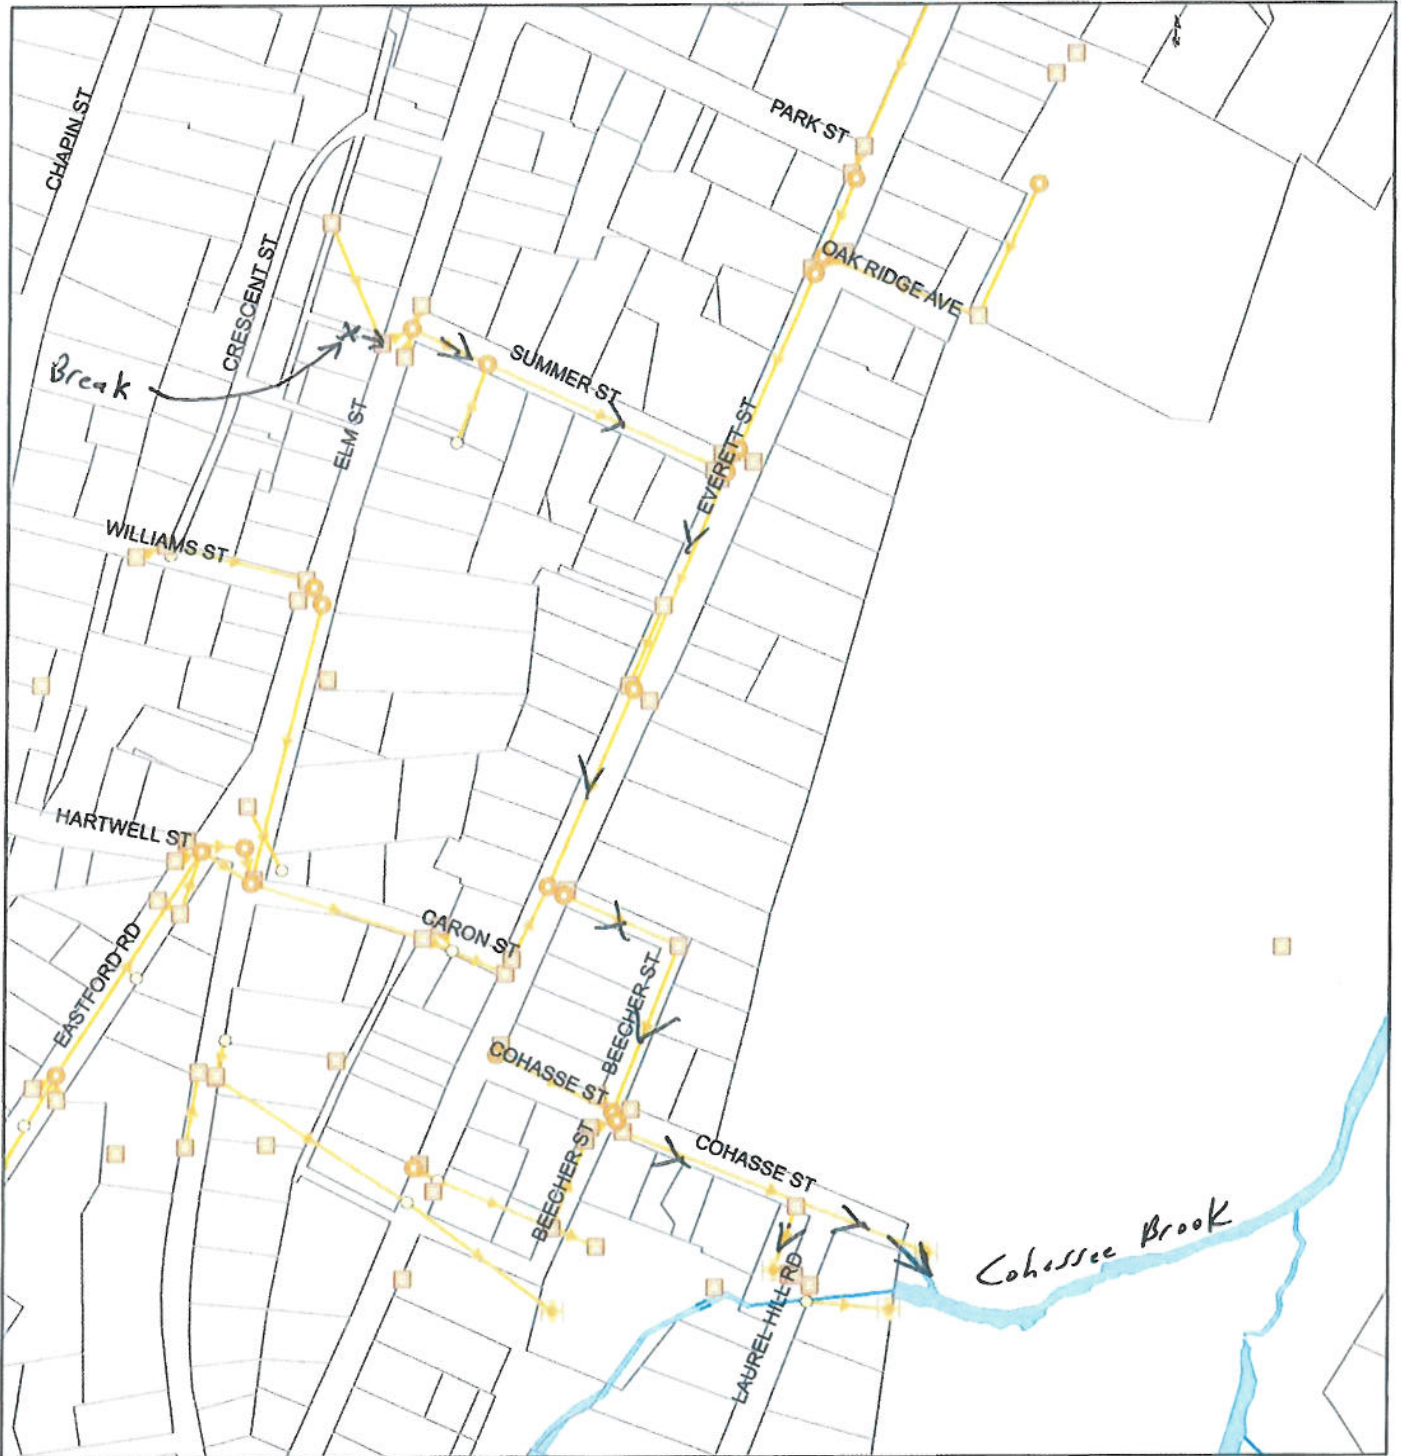 CHAPIN ST
PARK ST
CRESCENT ST
OAK RIDGE AVE
Break
SUMMER ST
ELM ST
EVERETT ST
WILLIAMS ST
HARTWELL ST
CARON ST
EASTFORD RD
BEECHER ST
COHASSE ST
COHASSE ST
BEECHER ST
Cohassee Brook
LAUREL HILL RD